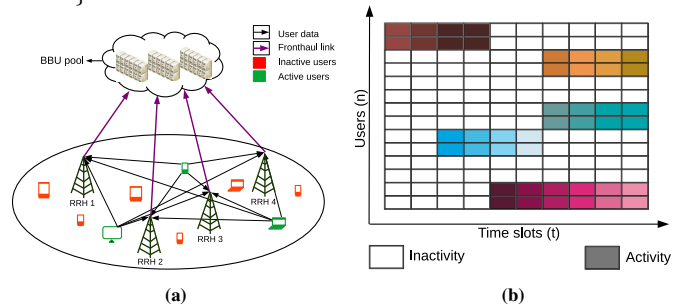 User data
Fronthaul link
Inactive users
Active users
BBU pool
RRH 1
RRH 2
RRH 3
RRH 4
(a)
Users (n)
Time slots (t)
Inactivity
Activity
(b)